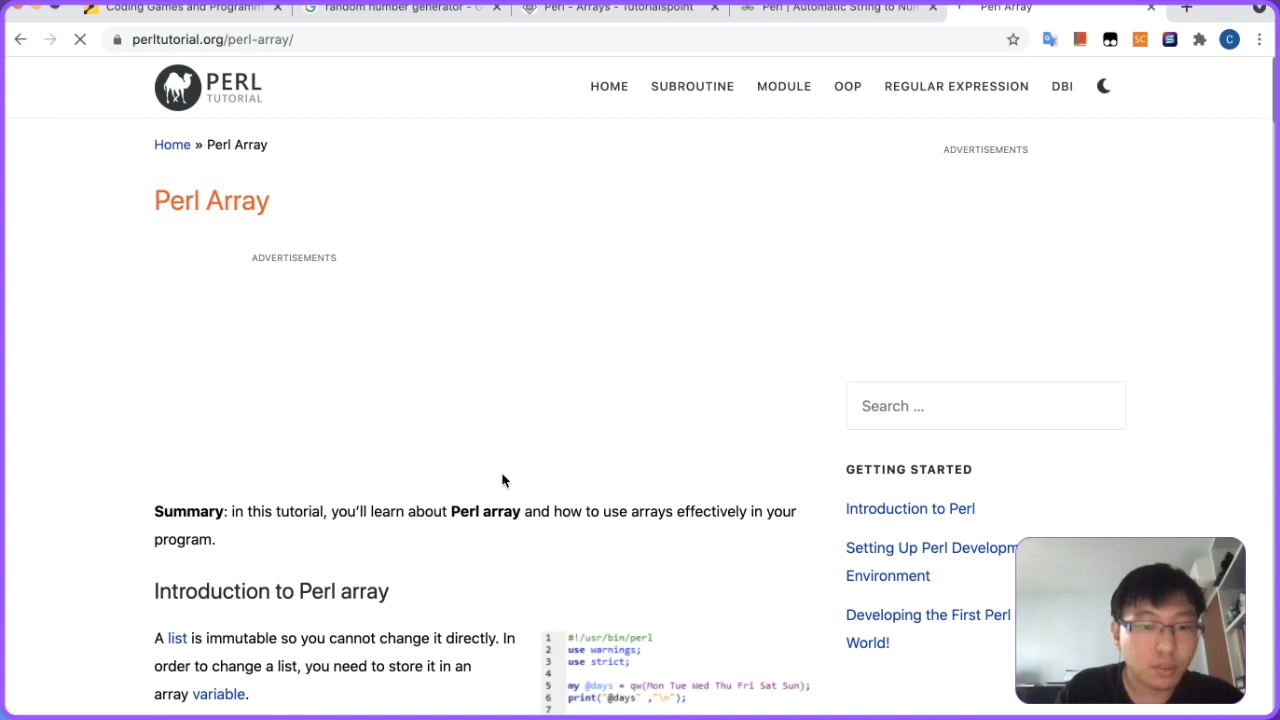 Coding Games and Programm
random number generator - G
Perl - Arrays - Tutorialspoint
Perl | Automatic String to Num
Perl Array
perltutorial.org/perl-array/
SC
S
C
PERL
TUTORIAL
HOME
SUBROUTINE
MODULE
OOP
REGULAR EXPRESSION
DBI
Home » Perl Array
ADVERTISEMENTS
Perl Array
ADVERTISEMENTS
Search ...
GETTING STARTED
Summary: in this tutorial, you'll learn about Perl array and how to use arrays effectively in your
program.
Introduction to Perl
Setting Up Perl Developm
Environment
Developing the First Perl
World!
Introduction to Perl array
A list is immutable so you cannot change it directly. In
order to change a list, you need to store it in an
array variable.
1 #!/usr/bin/perl
2 use warnings;
3 use strict;
4
5 my @days = qw(Mon Tue Wed Thu Fri Sat Sun);
6 print("@days" ,"\n");
7